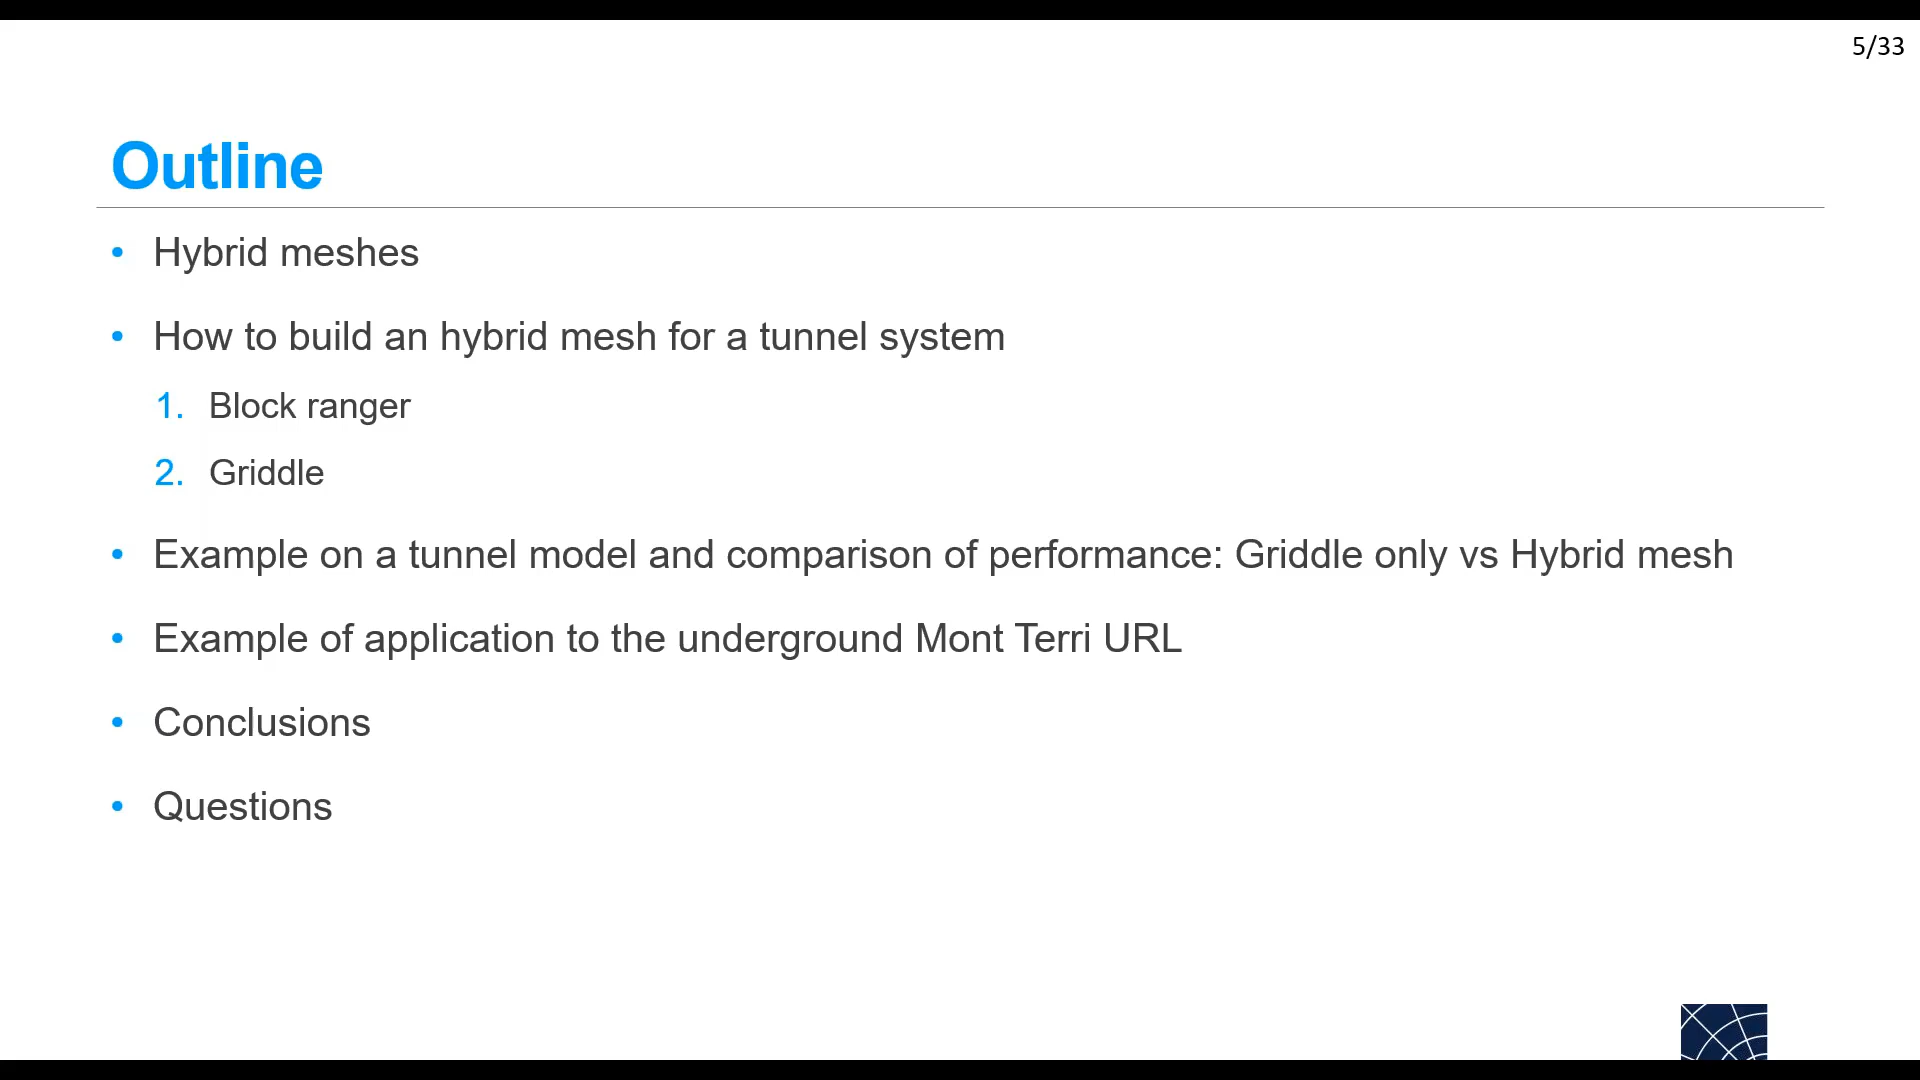 5/33
Outline
• Hybrid meshes
• How to build an hybrid mesh for a tunnel system
1. Block ranger
2. Griddle
• Example on a tunnel model and comparison of performance: Griddle only vs Hybrid mesh
• Example of application to the underground Mont Terri URL
• Conclusions
• Questions